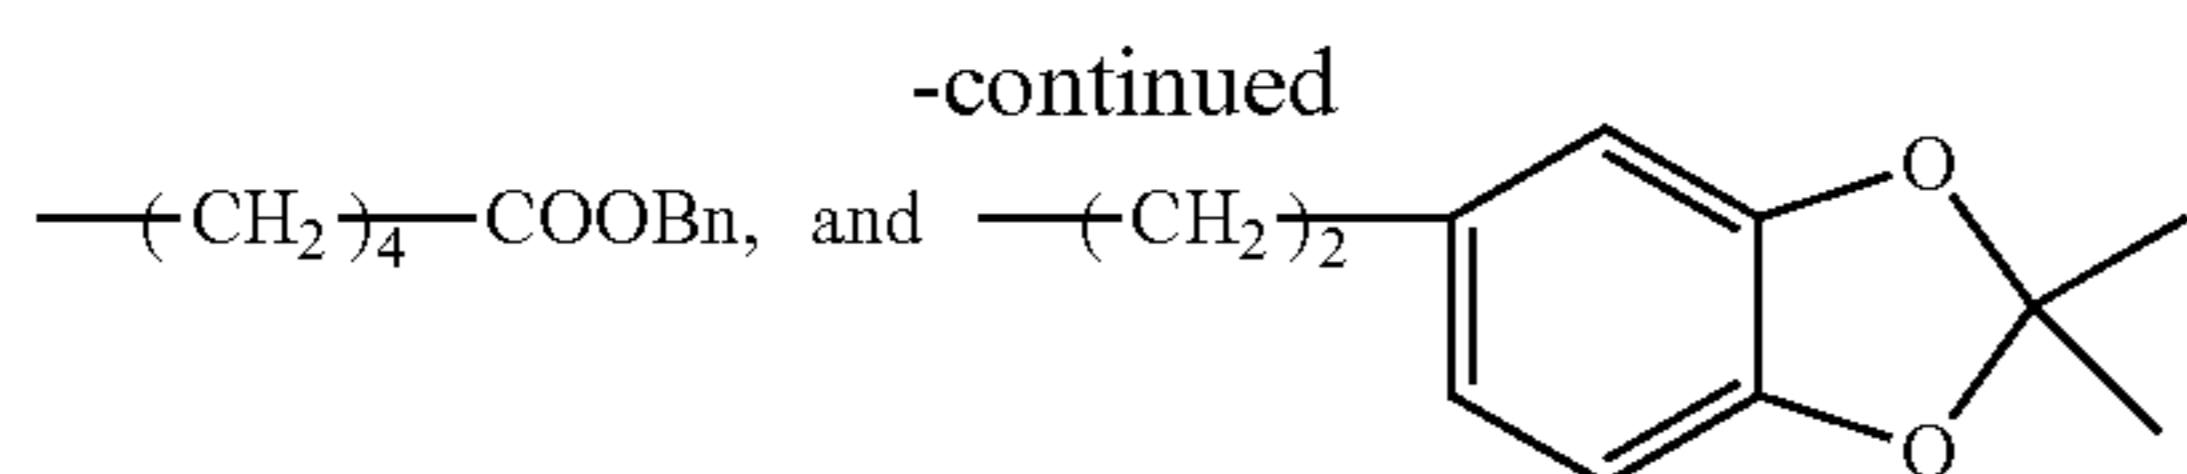 -continued
—(CH₂)₄—COOBn, and —(CH₂)₂— O
O